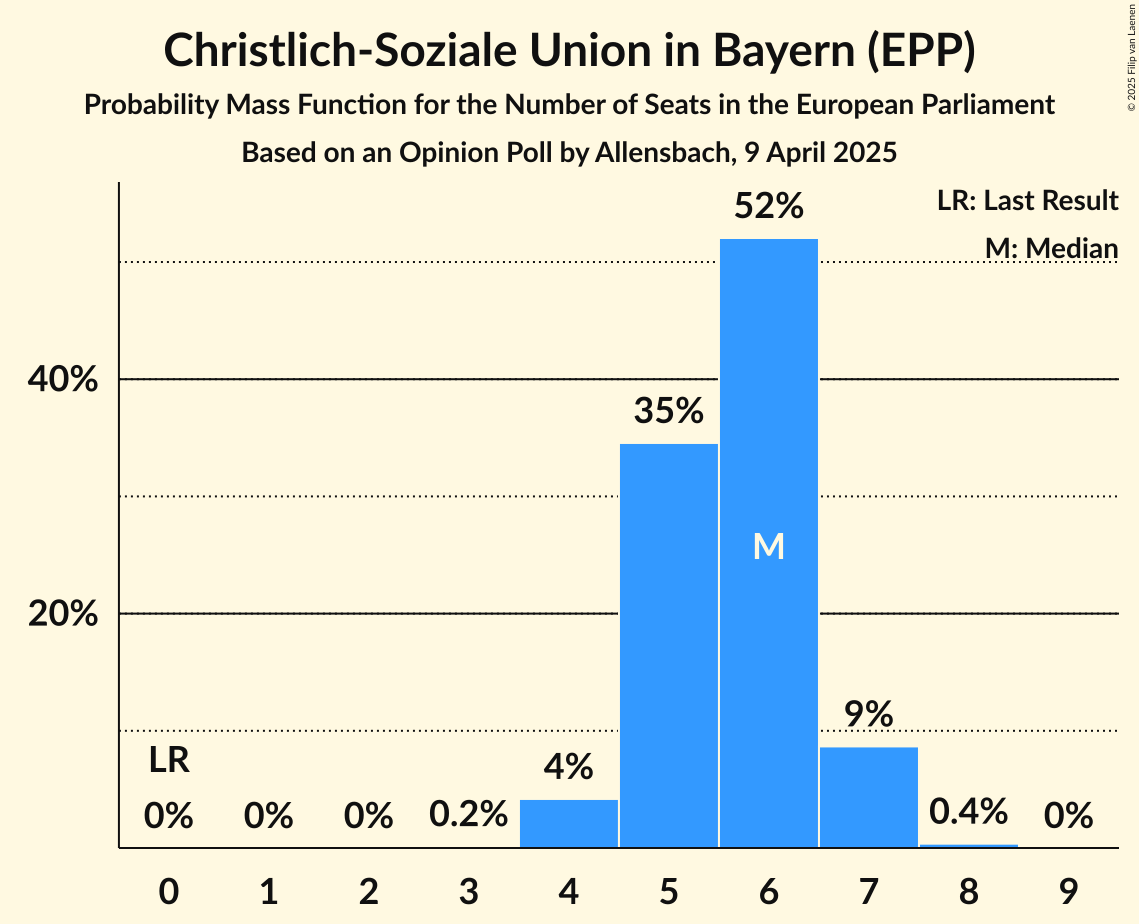 Christlich-Soziale Union in Bayern (EPP)
Probability Mass Function for the Number of Seats in the European Parliament
Based on an Opinion Poll by Allensbach, 9 April 2025
© 2025 Filip van Laenen
LR: Last Result
M: Median
52%
40%
35%
M
20%
9%
LR
4%
0% 0% 0% 0.2% 0.4% 0%
0 1 2 3 4 5 6 7 8 9